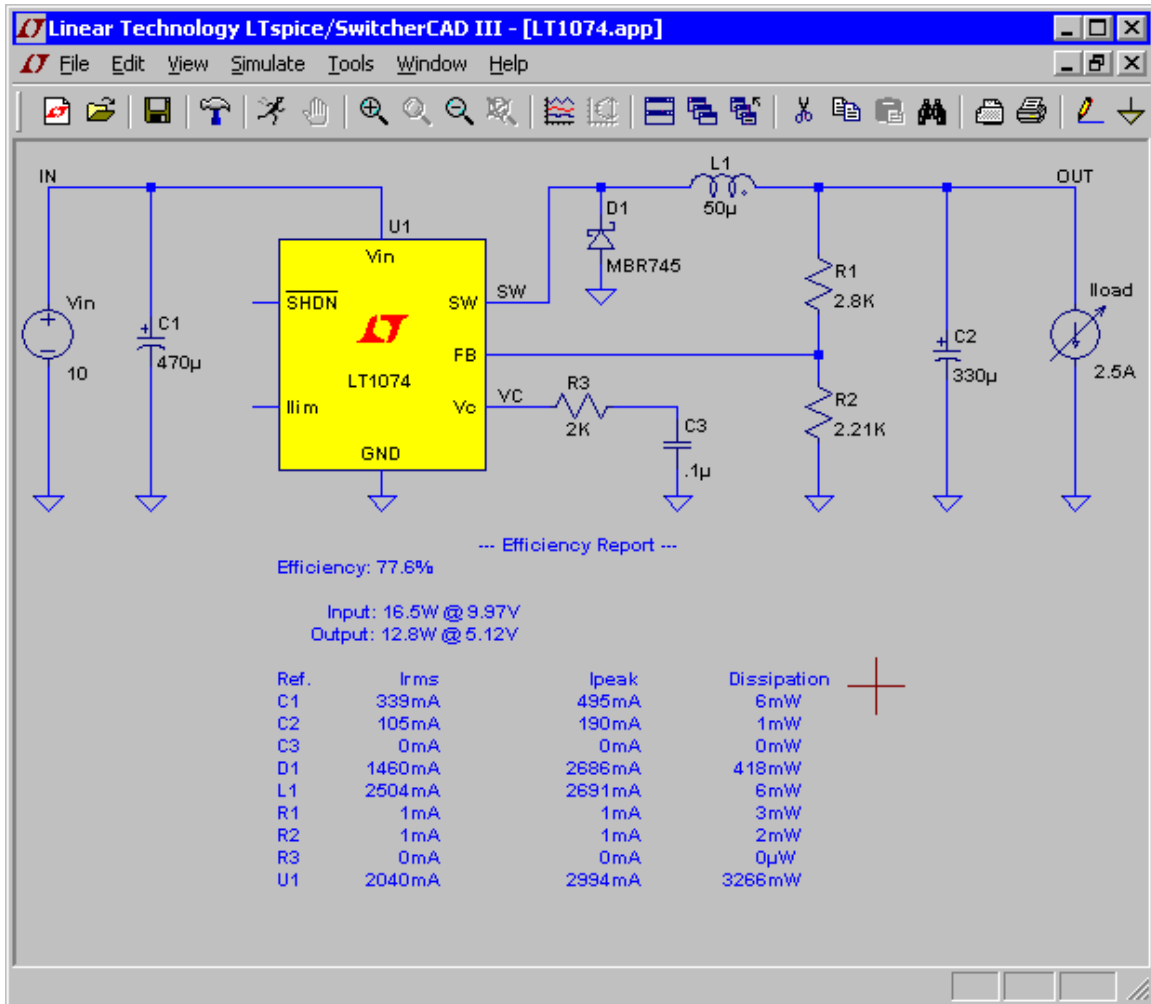 Linear Technology LTspice/SwitcherCAD III - [LT1074.app]
File Edit View Simulate Tools Window Help
IN
L1
OUT
50µ
U1
D1
MBR745
Vin
SHDN
SW
SW
R1
2.8K
Iload
Vin
10
C1
470µ
LT1074
FB
C2
330µ
2.5A
Ilim
Vc
VC
R3
2K
C3
.1µ
R2
2.21K
GND
--- Efficiency Report ---
Efficiency: 77.6%
Input: 16.5W @ 9.97V
Output: 12.8W @ 5.12V
Ref. Irms Ipeak Dissipation
C1 339mA 495mA 6mW
C2 105mA 190mA 1mW
C3 0mA 0mA 0mW
D1 1460mA 2686mA 418mW
L1 2504mA 2691mA 6mW
R1 1mA 1mA 3mW
R2 1mA 1mA 2mW
R3 0mA 0mA 0µW
U1 2040mA 2994mA 3266mW